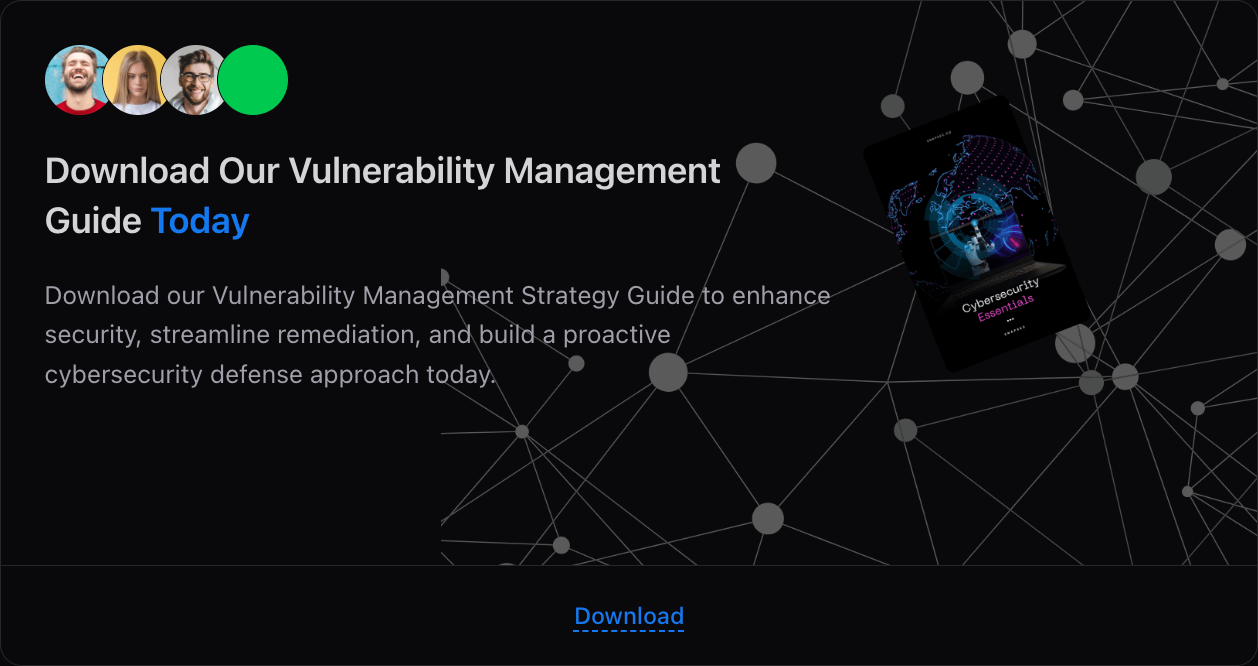 Download Our Vulnerability Management
Guide Today
Download our Vulnerability Management Strategy Guide to enhance
security, streamline remediation, and build a proactive
cybersecurity defense approach today.
Cybersecurity
Essentials
Download